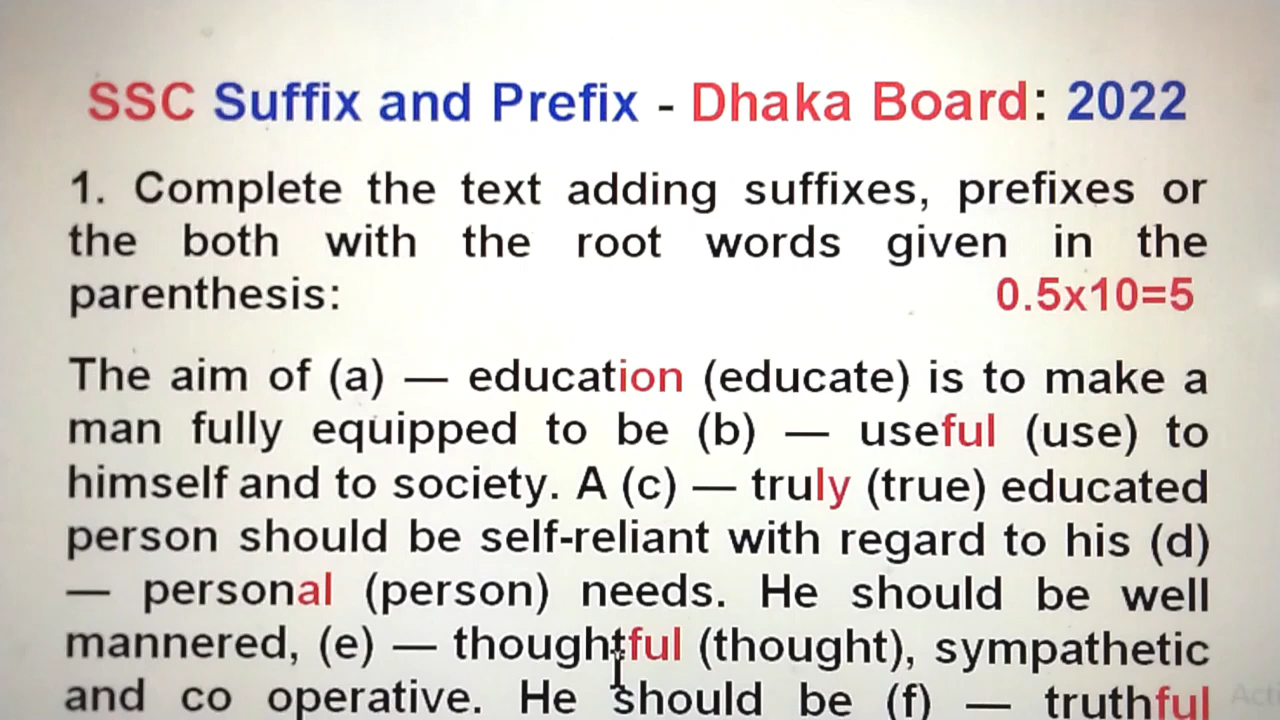 SSC Suffix and Prefix - Dhaka Board: 2022
1. Complete the text adding suffixes, prefixes or
the both with the root words given in the
parenthesis: 0.5x10=5
The aim of (a) — education (educate) is to make a
man fully equipped to be (b) — useful (use) to
himself and to society. A (c) — truly (true) educated
person should be self-reliant with regard to his (d)
— personal (person) needs. He should be well
mannered, (e) — thoughtful (thought), sympathetic
and co operative. He should be (f) — truthful